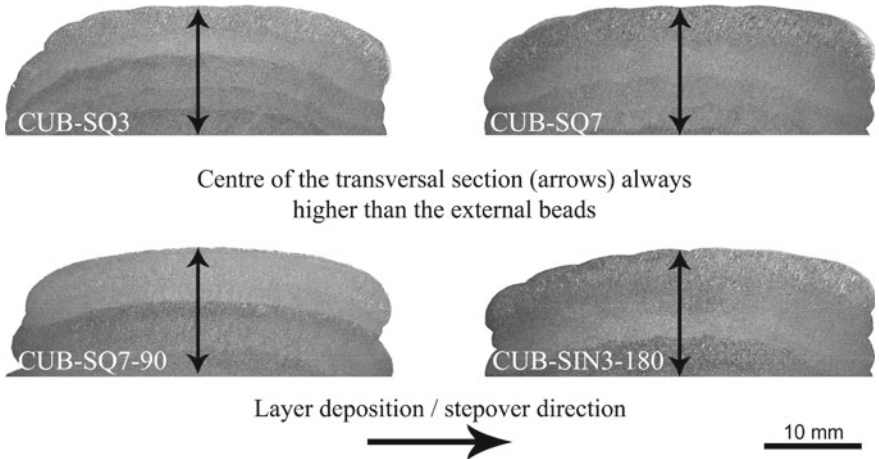 CUB-SQ3
CUB-SQ7
Centre of the transversal section (arrows) always
higher than the external beads
CUB-SQ7-90
CUB-SIN3-180
Layer deposition / stepover direction
10 mm